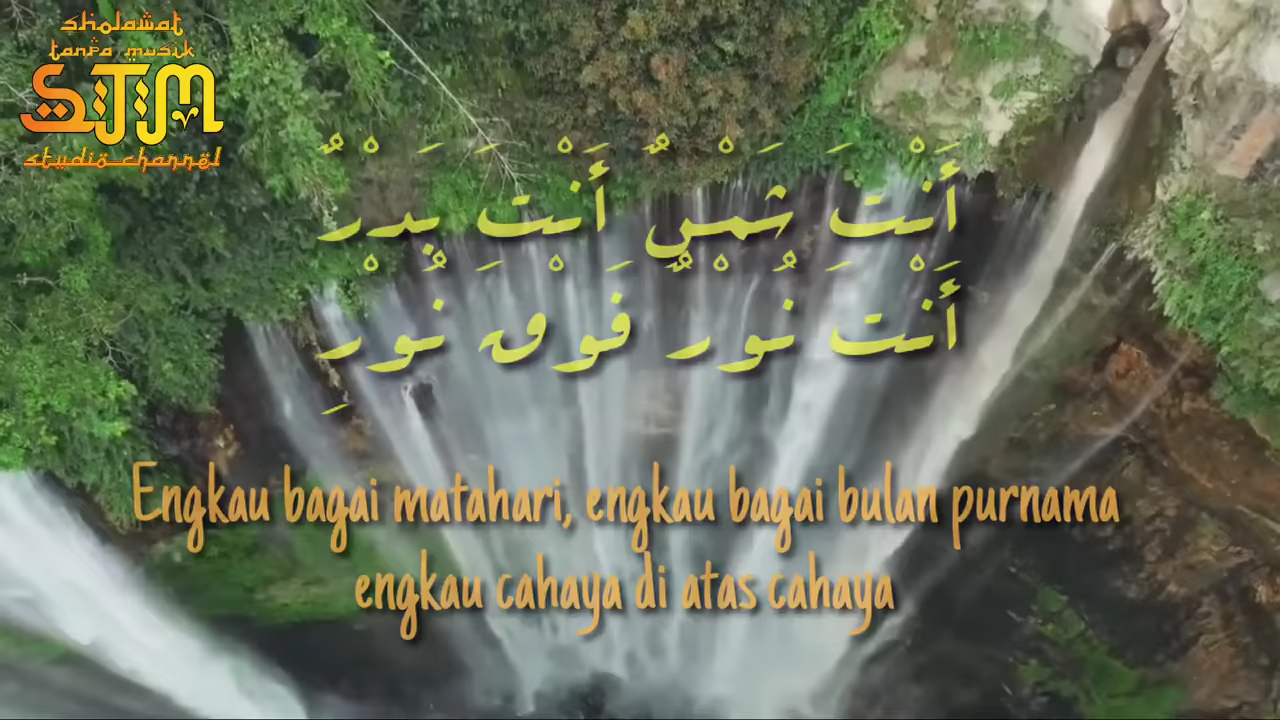 sholawat
tanpa musik
STM
studio channel
أَنْتَ شَمْسٌ أَنْتَ بَدْرٌ
أَنْتَ نُوْرٌ فَوْقَ نُوْرِ
Engkau bagai matahari, engkau bagai bulan purnama
engkau cahaya di atas cahaya